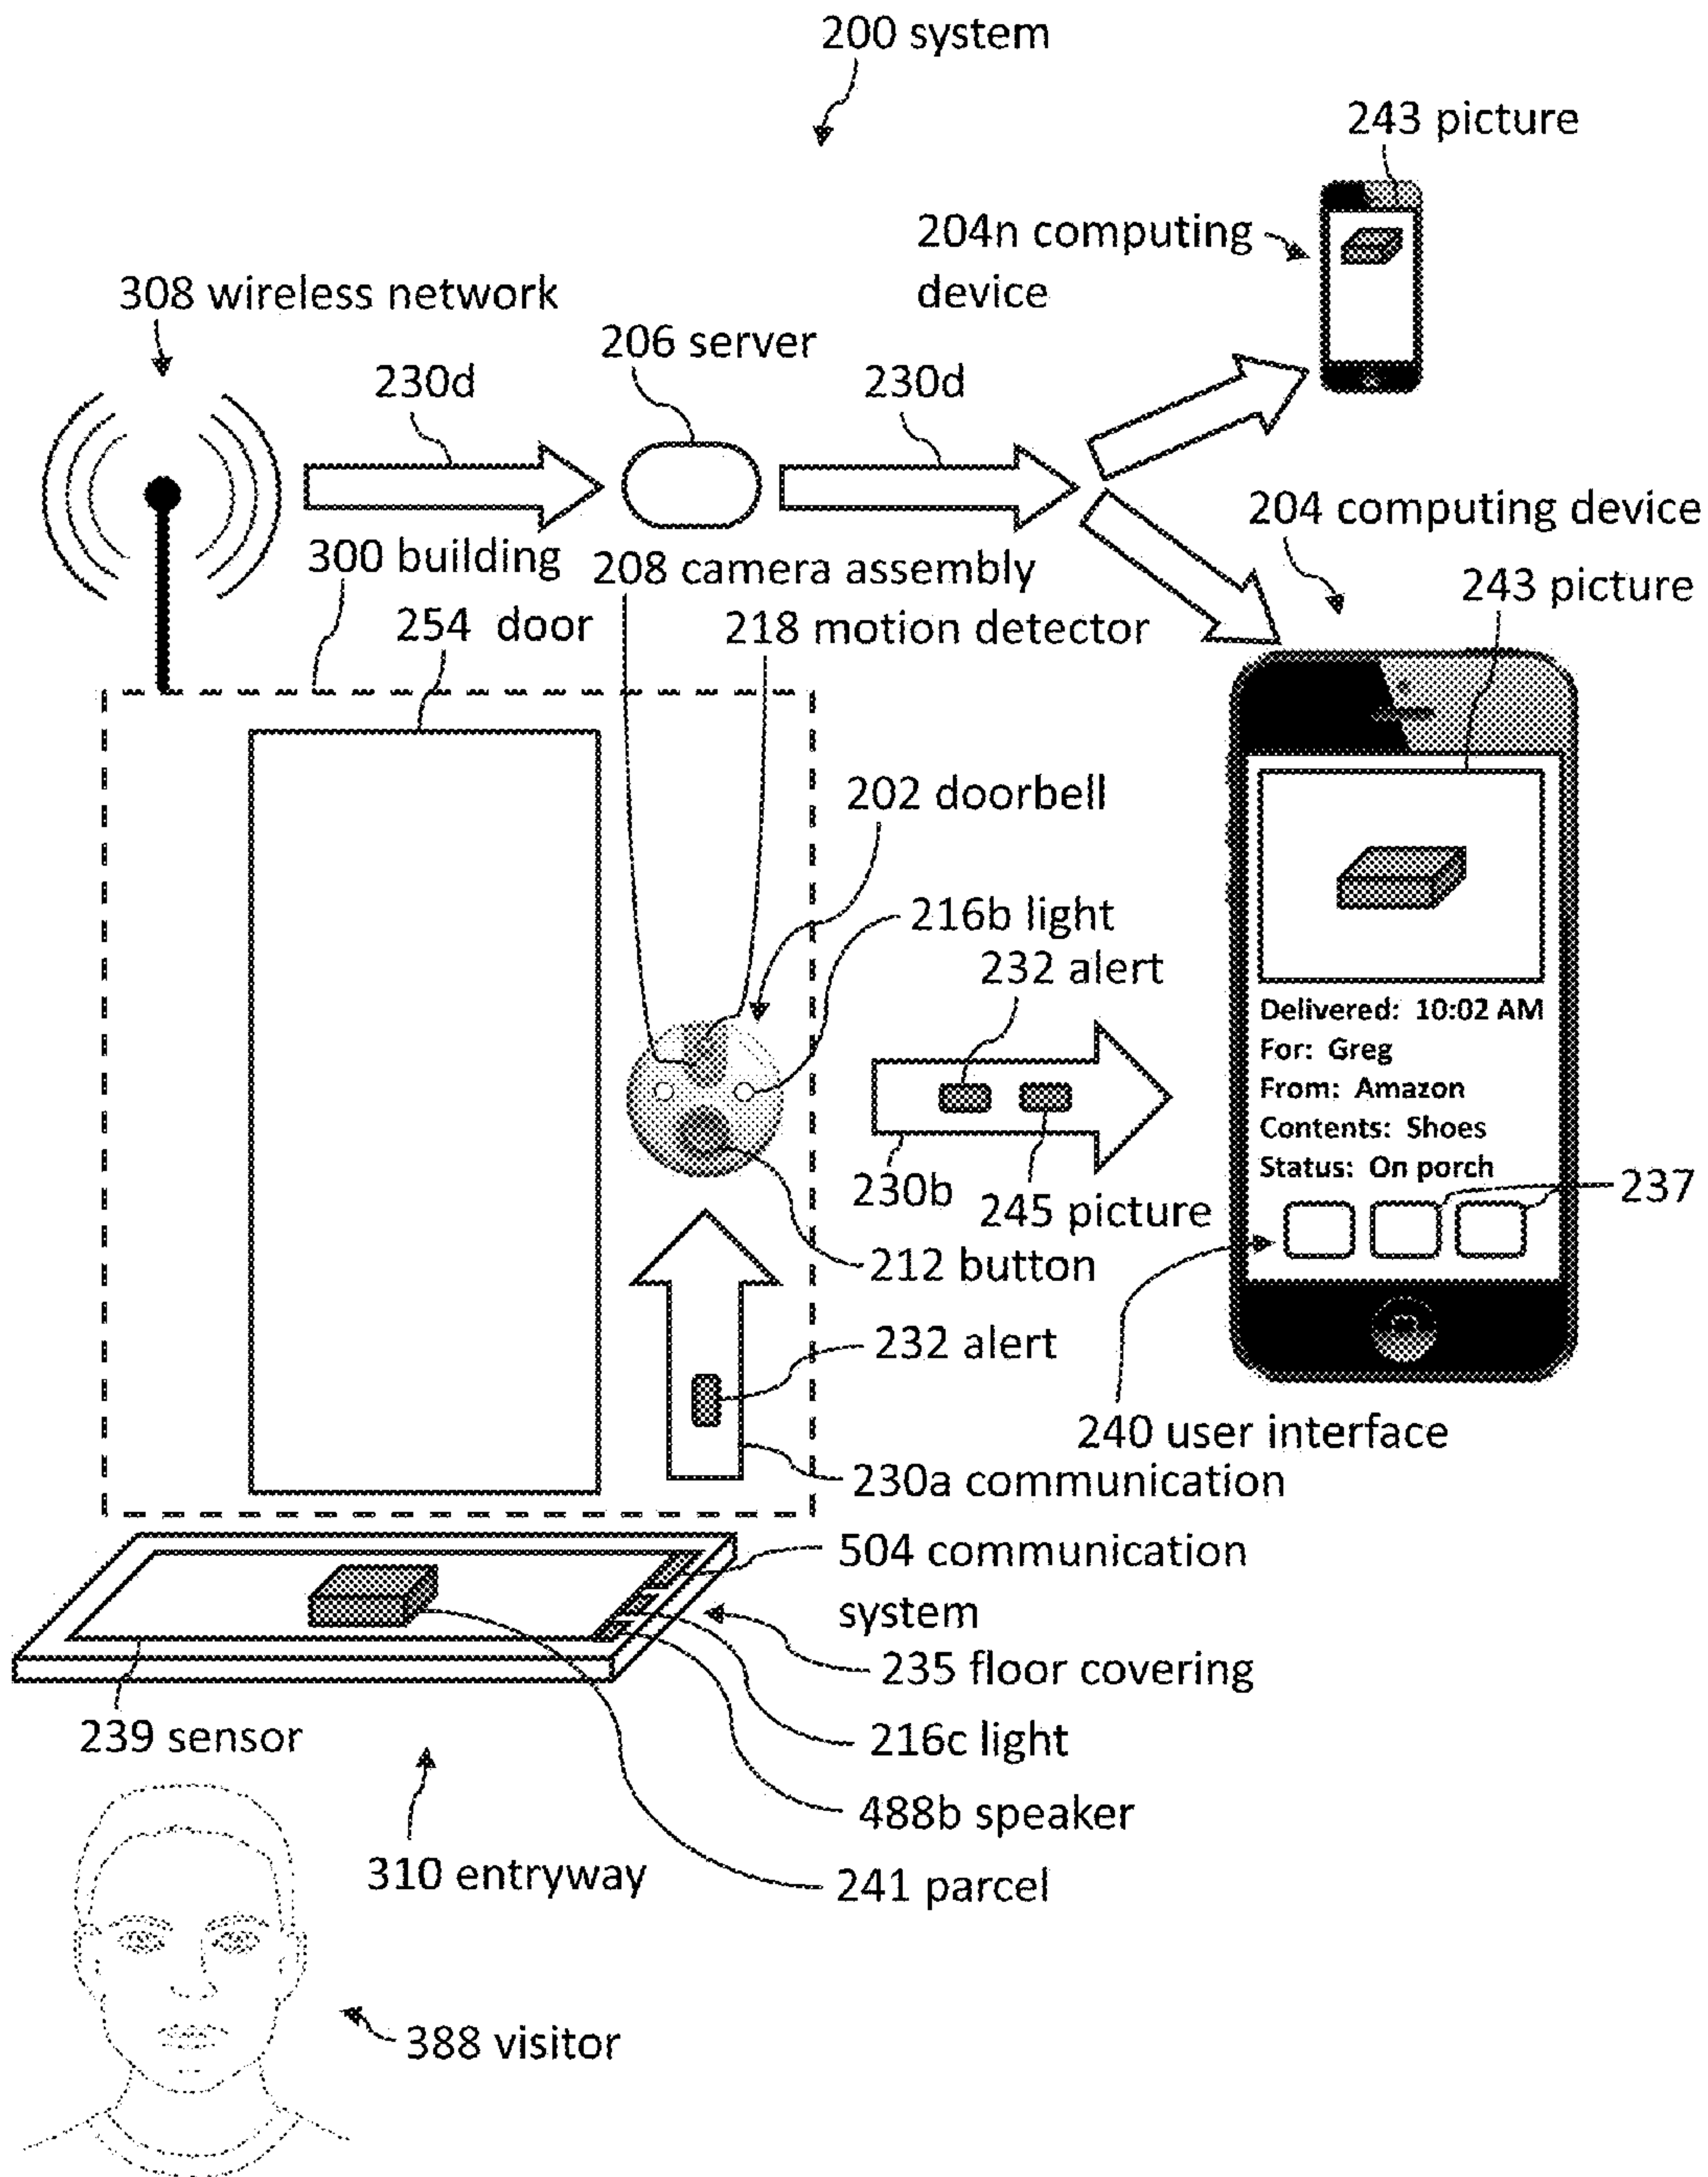 200 system
243 picture
204n computing
device
308 wireless network
206 server
230d
230d
204 computing device
300 building
208 camera assembly
243 picture
254 door
218 motion detector
202 doorbell
216b light
232 alert
Delivered: 10:02 AM
For: Greg
From: Amazon
Contents: Shoes
Status: On porch
230b
245 picture
237
212 button
232 alert
240 user interface
230a communication
504 communication
system
235 floor covering
239 sensor
216c light
488b speaker
310 entryway
241 parcel
388 visitor